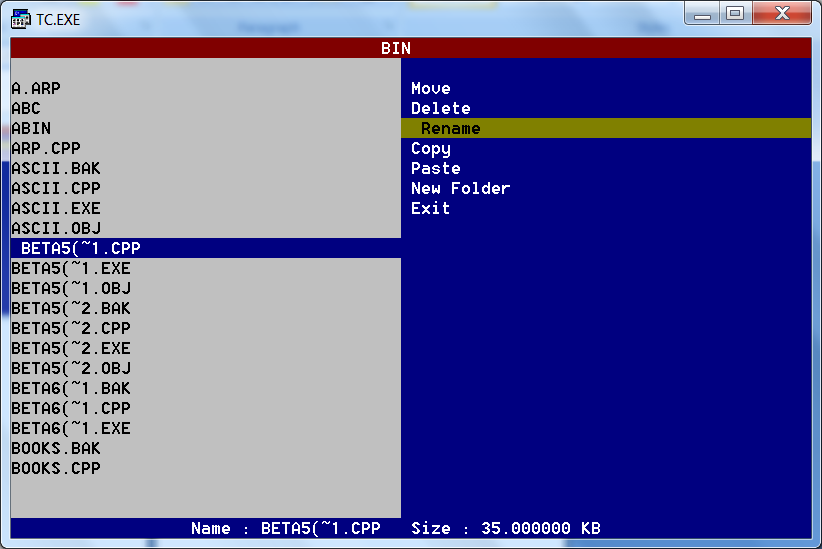 TC.EXE
BIN
A.ARP
ABC
ABIN
ARP.CPP
ASCII.BAK
ASCII.CPP
ASCII.EXE
ASCII.OBJ
BETA5(~1.CPP
BETA5(~1.EXE
BETA5(~1.OBJ
BETA5(~2.BAK
BETA5(~2.CPP
BETA5(~2.EXE
BETA5(~2.OBJ
BETA6(~1.BAK
BETA6(~1.CPP
BETA6(~1.EXE
BOOKS.BAK
BOOKS.CPP
Move
Delete
Rename
Copy
Paste
New Folder
Exit
Name : BETA5(~1.CPP Size : 35.000000 KB